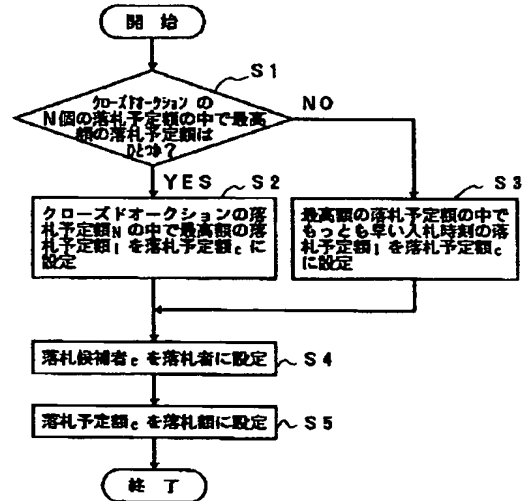 開 始
S1
クローズドオークション の
N個の落札予定額の中で最高
額の落札予定額は
ひとつか？
NO
YES
S2
クローズドオークションの落
札予定額N の中で最高額の落
札予定額I を落札予定額c に
設定
S3
最高額の落札予定額の中で
もっとも早い入札時刻の落
札予定額I を落札予定額c
に設定
落札候補者c を落札者に設定
S4
落札予定額c を落札額に設定
S5
終 了